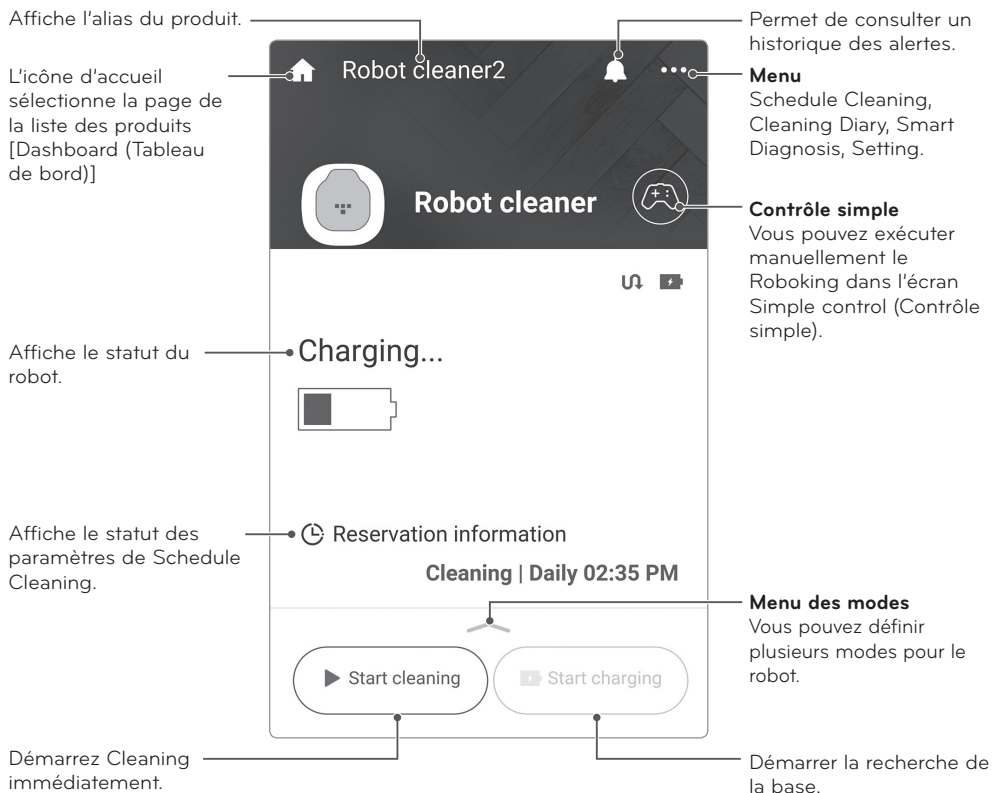 Affiche l'alias du produit.
L'icône d'accueil
sélectionne la page de
la liste des produits
[Dashboard (Tableau
de bord)]
Affiche le statut du
robot.
Affiche le statut des
paramètres de Schedule
Cleaning.
Démarrez Cleaning
immédiatement.
Robot cleaner2
Robot cleaner
Charging...
Reservation information
Cleaning | Daily 02:35 PM
Start cleaning
Start charging
Permet de consulter un
historique des alertes.
Menu
Schedule Cleaning,
Cleaning Diary, Smart
Diagnosis, Setting.
Contrôle simple
Vous pouvez exécuter
manuellement le
Roboking dans l'écran
Simple control (Contrôle
simple).
Menu des modes
Vous pouvez définir
plusieurs modes pour le
robot.
Démarrer la recherche de
la base.